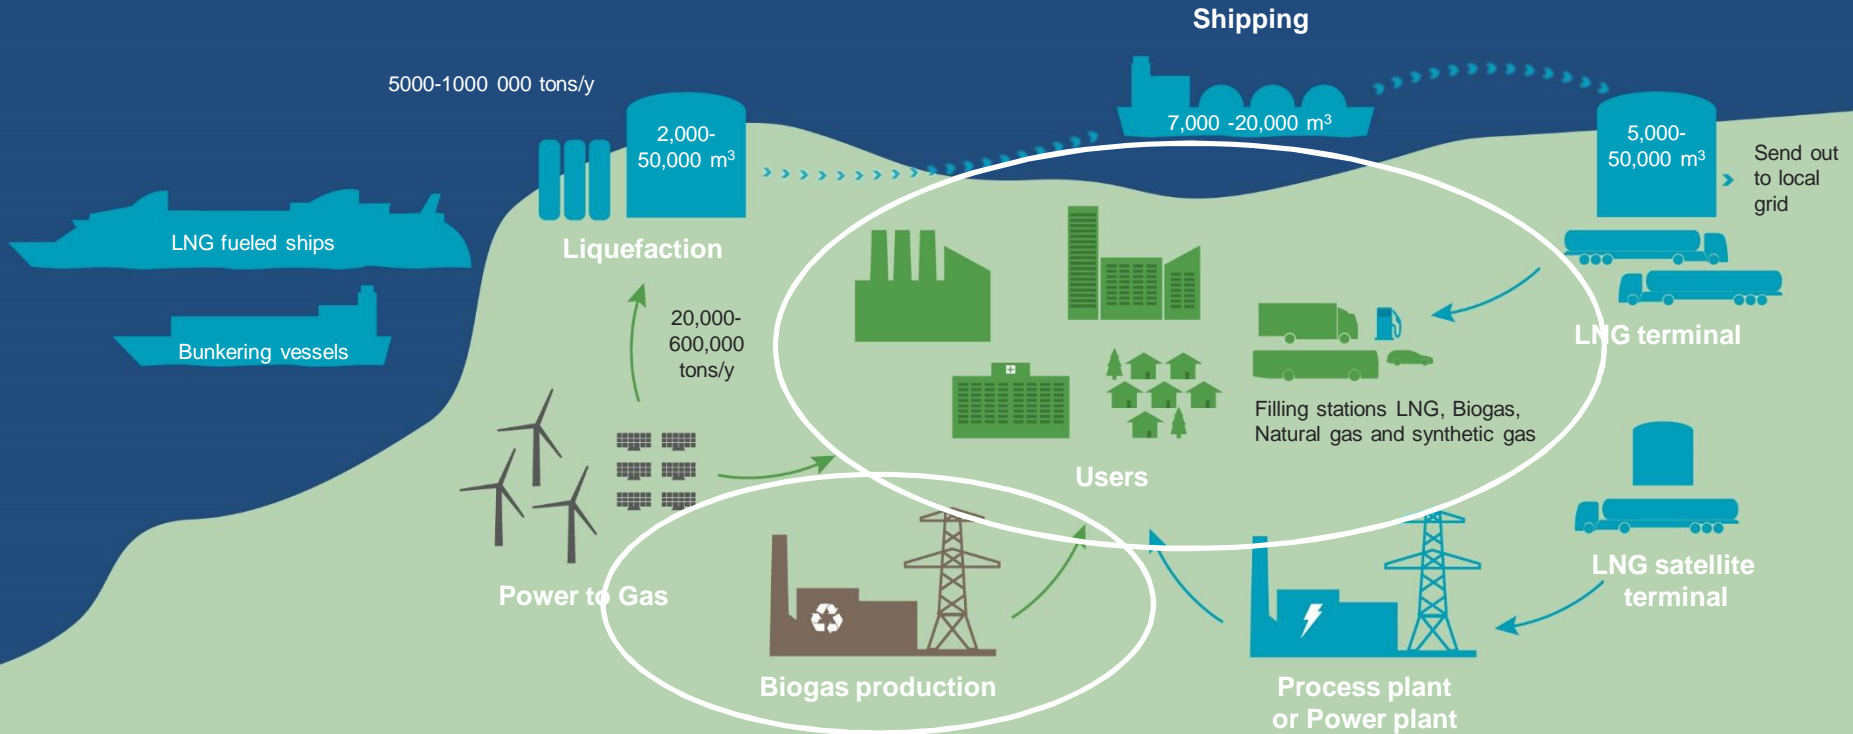 Shipping
5000-1000 000 tons/y
2,000-
50,000 m³
7,000 -20,000 m³
5,000-
50,000 m³
Send out
to local
grid
LNG fueled ships
Liquefaction
Bunkering vessels
20,000-
600,000
tons/y
LNG terminal
Filling stations LNG, Biogas,
Natural gas and synthetic gas
Users
Power to Gas
LNG satellite
terminal
Biogas production
Process plant
or Power plant